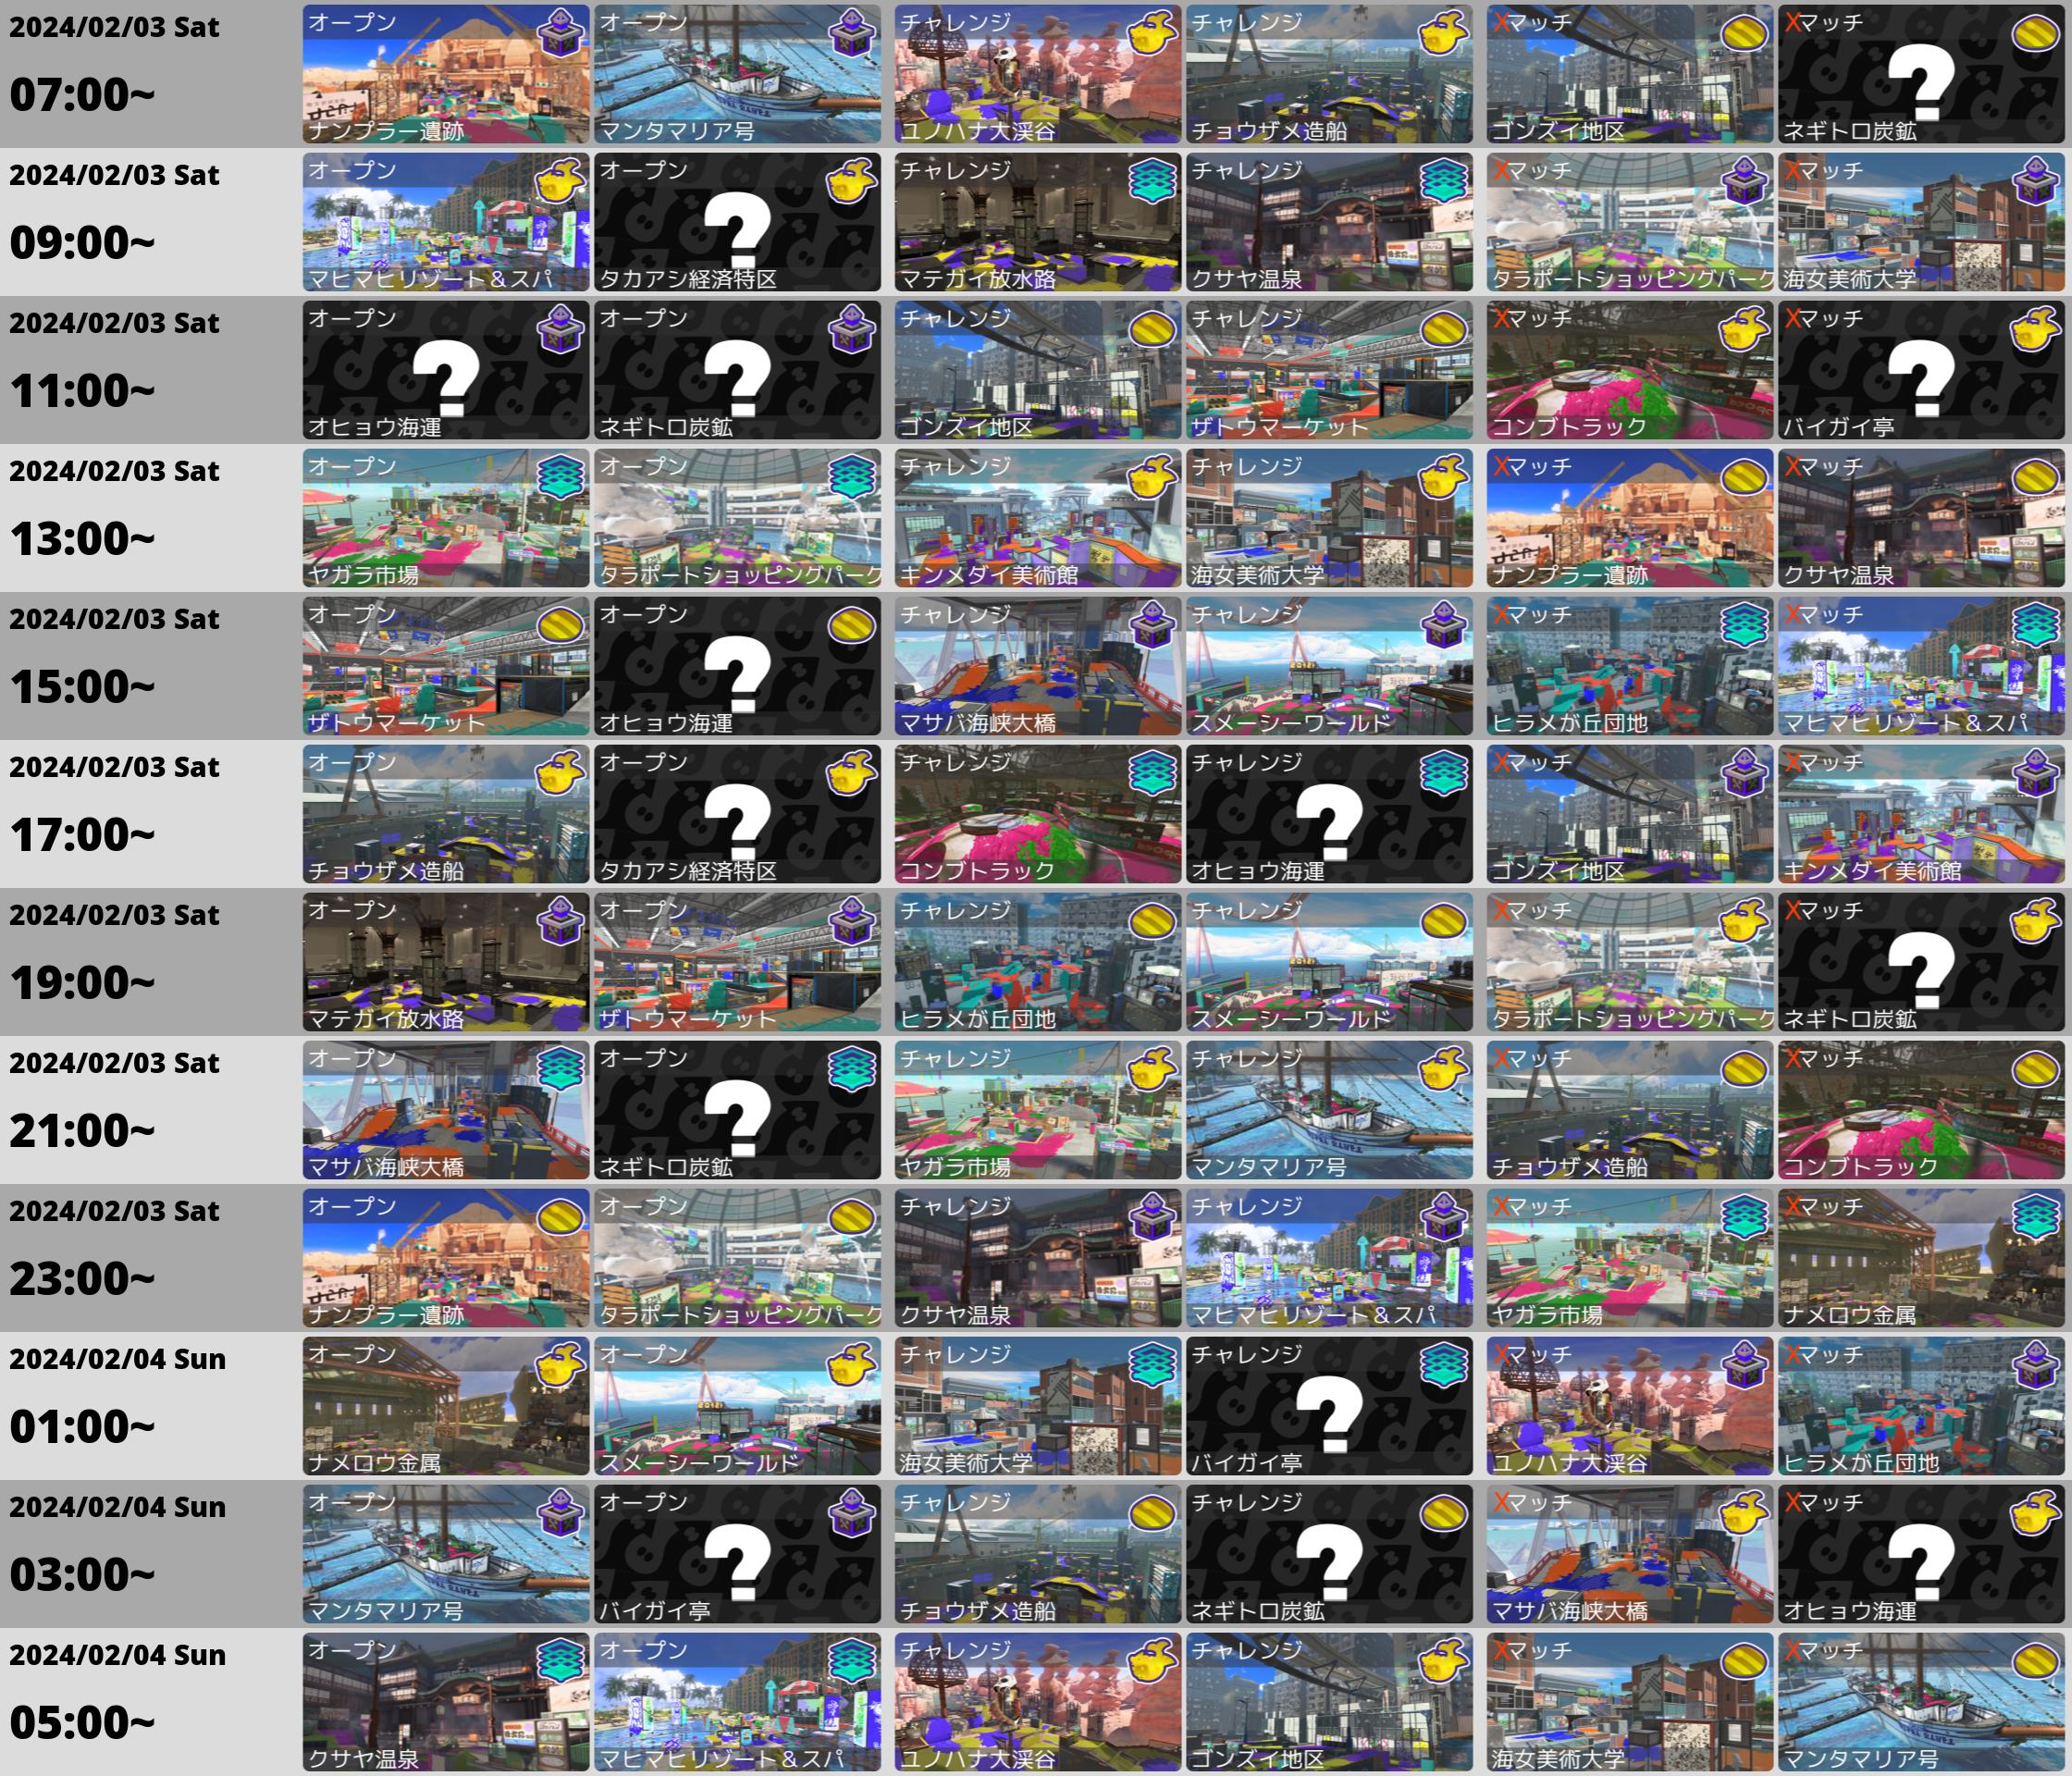 2024/02/03 Sat
07:00~
オープン
ナンプラー遺跡
オープン
マンタマリア号
チャレンジ
ユノハナ大渓谷
チャレンジ
チョウザメ造船
Xマッチ
ゴンズイ地区
Xマッチ
ネギトロ炭鉱
2024/02/03 Sat
09:00~
オープン
マヒマヒリゾート＆スパ
オープン
タカアシ経済特区
チャレンジ
マテガイ放水路
チャレンジ
クサヤ温泉
Xマッチ
タラポートショッピングパーク
Xマッチ
海女美術大学
2024/02/03 Sat
11:00~
オープン
オヒョウ海運
オープン
ネギトロ炭鉱
チャレンジ
ゴンズイ地区
チャレンジ
ザトウマーケット
Xマッチ
コンブトラック
Xマッチ
バイガイ亭
2024/02/03 Sat
13:00~
オープン
ヤガラ市場
オープン
タラポートショッピングパーク
チャレンジ
キンメダイ美術館
チャレンジ
海女美術大学
Xマッチ
ナンプラー遺跡
Xマッチ
クサヤ温泉
2024/02/03 Sat
15:00~
オープン
ザトウマーケット
オープン
オヒョウ海運
チャレンジ
マサバ海峡大橋
チャレンジ
スメーシーワールド
Xマッチ
ヒラメが丘団地
Xマッチ
マヒマヒリゾート＆スパ
2024/02/03 Sat
17:00~
オープン
チョウザメ造船
オープン
タカアシ経済特区
チャレンジ
コンブトラック
チャレンジ
オヒョウ海運
Xマッチ
ゴンズイ地区
Xマッチ
キンメダイ美術館
2024/02/03 Sat
19:00~
オープン
マテガイ放水路
オープン
ザトウマーケット
チャレンジ
ヒラメが丘団地
チャレンジ
スメーシーワールド
Xマッチ
タラポートショッピングパーク
Xマッチ
ネギトロ炭鉱
2024/02/03 Sat
21:00~
オープン
マサバ海峡大橋
オープン
ネギトロ炭鉱
チャレンジ
ヤガラ市場
チャレンジ
マンタマリア号
Xマッチ
チョウザメ造船
Xマッチ
コンブトラック
2024/02/03 Sat
23:00~
オープン
ナンプラー遺跡
オープン
タラポートショッピングパーク
チャレンジ
クサヤ温泉
チャレンジ
マヒマヒリゾート＆スパ
Xマッチ
ヤガラ市場
Xマッチ
ナメロウ金属
2024/02/04 Sun
01:00~
オープン
ナメロウ金属
オープン
スメーシーワールド
チャレンジ
海女美術大学
チャレンジ
バイガイ亭
Xマッチ
ユノハナ大渓谷
Xマッチ
ヒラメが丘団地
2024/02/04 Sun
03:00~
オープン
マンタマリア号
オープン
バイガイ亭
チャレンジ
チョウザメ造船
チャレンジ
ネギトロ炭鉱
Xマッチ
マサバ海峡大橋
Xマッチ
オヒョウ海運
2024/02/04 Sun
05:00~
オープン
クサヤ温泉
オープン
マヒマヒリゾート＆スパ
チャレンジ
ユノハナ大渓谷
チャレンジ
ゴンズイ地区
Xマッチ
海女美術大学
Xマッチ
マンタマリア号